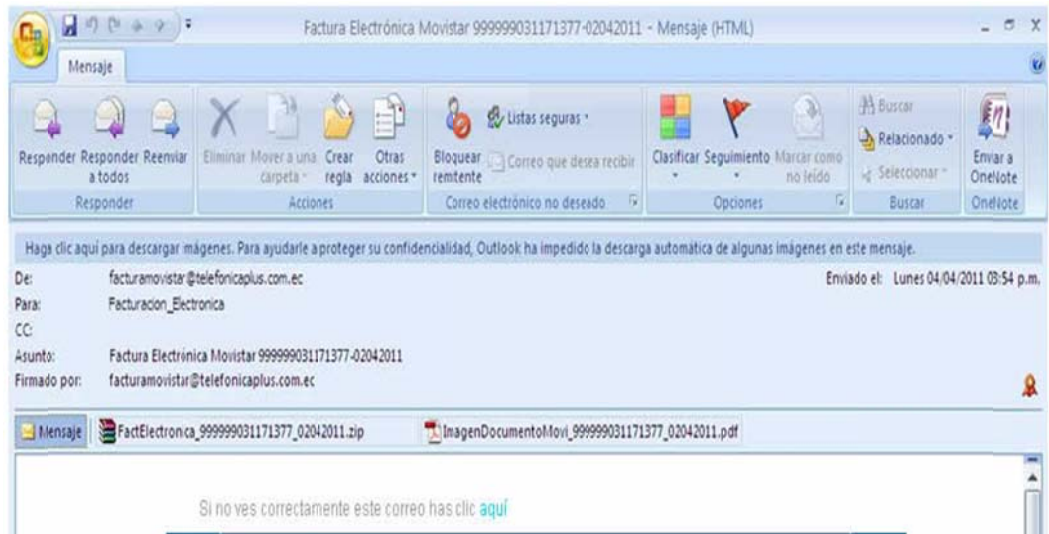 Factura Electrónica Movistar 999999031171377-02042011 - Mensaje (HTML)
Mensaje
Responder Responder a todos Reenviar
Eliminar Mover a una carpeta Crear regla Otras acciones
Bloquear remtente Listas seguras Correo que desea recibir
Clasificar Seguimiento Marcar como no leído
Buscar Relacionado Seleccionar
Envar a OneNote
Responder Acciones Correo electrónico no deseado Opciones Buscar OneNote
Haga clic aquí para descargar mágenes. Para ayudarle a proteger su confidencialidad, Outlook ha impedido la descarga automática de algunas imágenes en este mensaje.
De: facturamovistar@telefonicaplus.com.ec Enviado el: Lunes 04/04/2011 03:54 p.m.
Para: Facturacion_Electronica
CC:
Asunto: Factura Electrónica Movistar 999999031171377-02042011
Firmado por: facturamovistar@telefonicaplus.com.ec
Mensaje FactElectronica_999999031171377_02042011.zip ImagenDocumentoMovi_999999031171377_02042011.pdf
Si no ves correctamente este correo has clic aquí